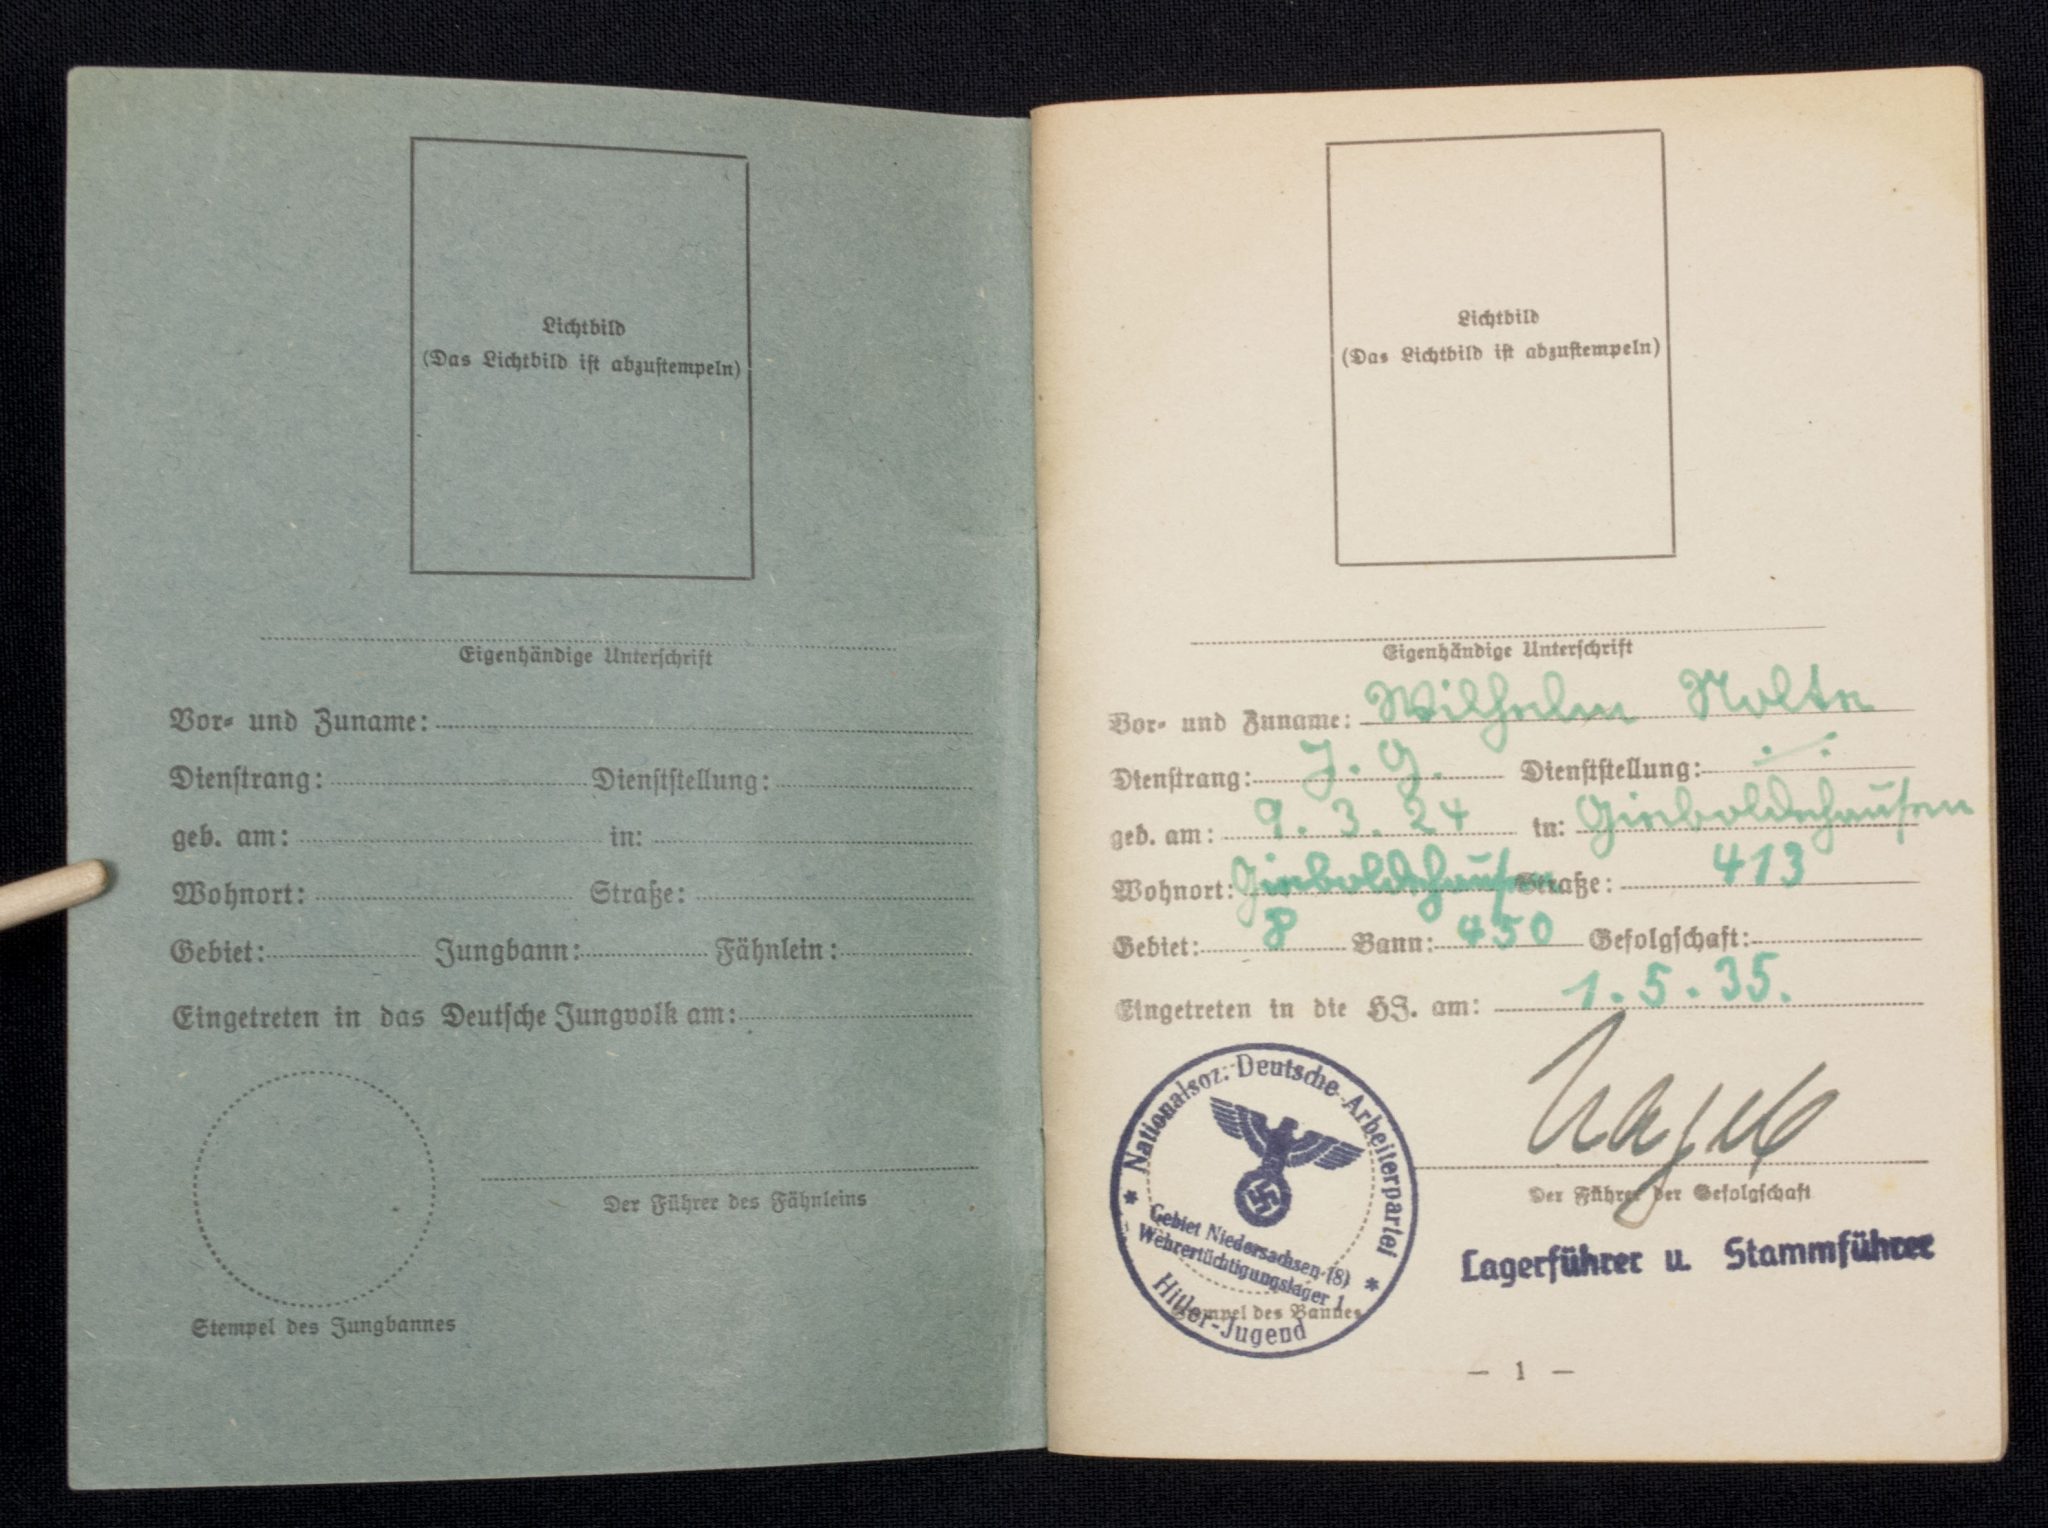 Lichtbild
(Das Lichtbild ist abzustempeln)
Eigenhändige Unterschrift
Vor- und Zuname:
Dienstrang: Dienststellung:
geb. am: in:
Wohnort: Straße:
Gebiet: Jungbann: Fähnlein:
Eingetreten in das Deutsche Jungvolk am:
Der Führer des Fähnleins
Stempel des Jungbannes
Lichtbild
(Das Lichtbild ist abzustempeln)
Eigenhändige Unterschrift
Vor- und Zuname: Wilhelm Nolte
Dienstrang: J. G. Dienststellung: ./.
geb. am: 9. 3. 24 in: Gieboldehausen
Wohnort: Gieboldehausen Straße: 413
Gebiet: 8 Bann: 450 Gefolgschaft:
Eingetreten in die HJ. am: 1. 5. 35.
Der Führer der Gefolgschaft
Lagerführer u. Stammführer
* Nationalsoz. Deutsche Arbeiterpartei *
Gebiet Niedersachsen (8)
Wehrertüchtigungslager 1
Hitler-Jugend
Stempel des Bannes
— 1 —